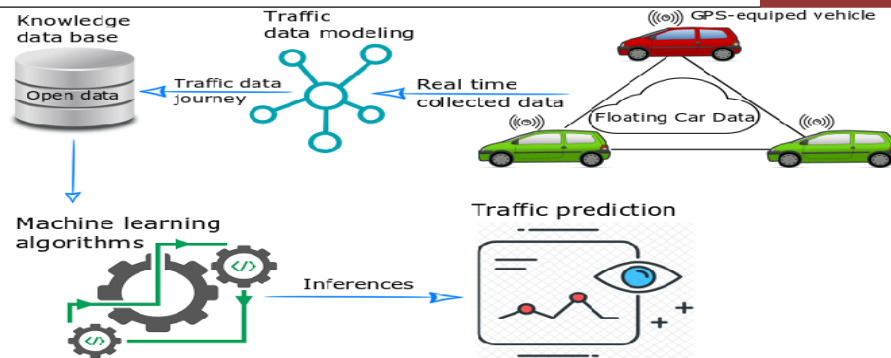 Knowledge
data base
Open data
Traffic data
journey
Traffic
data modeling
Real time
collected data
GPS-equiped vehicle
Floating Car Data
Machine learning
algorithms
</>
</>
Inferences
Traffic prediction